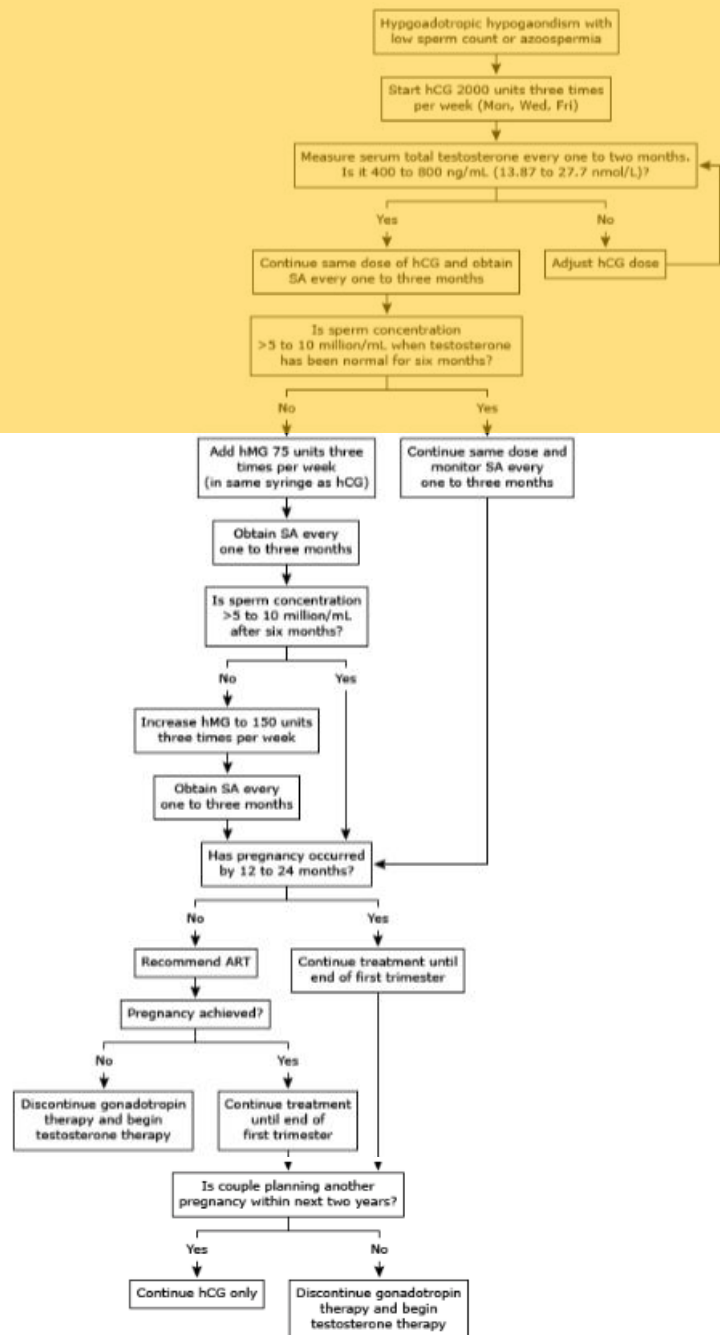 Hypgoadotropic hypogaondism with
low sperm count or azoospermia
Start hCG 2000 units three times
per week (Mon, Wed, Fri)
Measure serum total testosterone every one to two months.
Is it 400 to 800 ng/mL (13.87 to 27.7 nmol/L)?
Yes
No
Continue same dose of hCG and obtain
SA every one to three months
Adjust hCG dose
Is sperm concentration
>5 to 10 million/mL when testosterone
has been normal for six months?
No
Yes
Add hMG 75 units three
times per week
(in same syringe as hCG)
Continue same dose and
monitor SA every
one to three months
Obtain SA every
one to three months
Is sperm concentration
>5 to 10 million/mL
after six months?
No
Yes
Increase hMG to 150 units
three times per week
Obtain SA every
one to three months
Has pregnancy occurred
by 12 to 24 months?
No
Yes
Recommend ART
Continue treatment until
end of first trimester
Pregnancy achieved?
No
Yes
Discontinue gonadotropin
therapy and begin
testosterone therapy
Continue treatment
until end of
first trimester
Is couple planning another
pregnancy within next two years?
Yes
No
Continue hCG only
Discontinue gonadotropin
therapy and begin
testosterone therapy